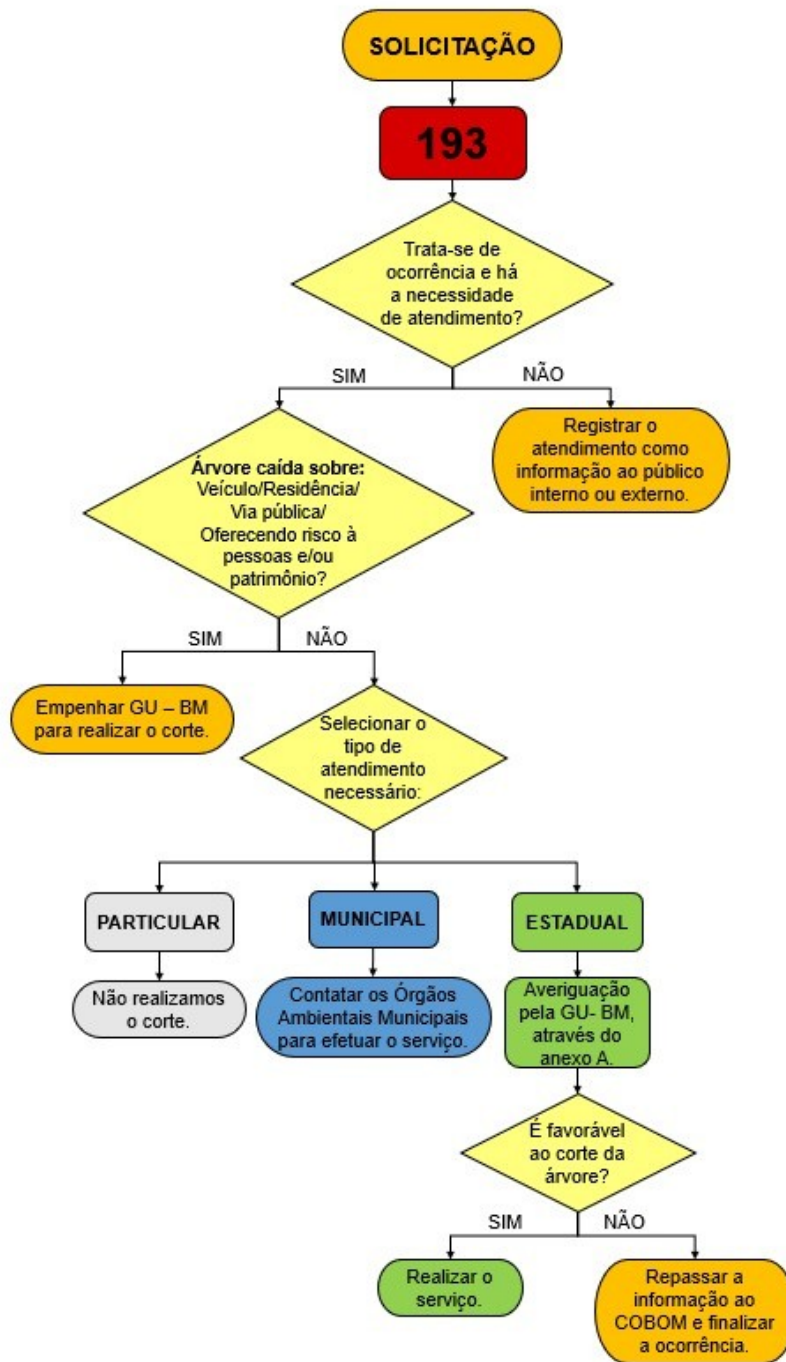 SOLICITAÇÃO
193
Trata-se de
ocorrência e há
a necessidade
de atendimento?
SIM
NÃO
Registrar o
atendimento como
informação ao público
interno ou externo.
Árvore caída sobre:
Veículo/Residência/
Via pública/
Oferecendo risco à
pessoas e/ou
patrimônio?
SIM
NÃO
Empenhar GU – BM
para realizar o corte.
Selecionar o
tipo de
atendimento
necessário:
PARTICULAR
MUNICIPAL
ESTADUAL
Não realizamos
o corte.
Contatar os Órgãos
Ambientais Municipais
para efetuar o serviço.
Averiguação
pela GU- BM,
através do
anexo A.
É favorável
ao corte da
árvore?
SIM
NÃO
Realizar o
serviço.
Repassar a
informação ao
COBOM e finalizar
a ocorrência.